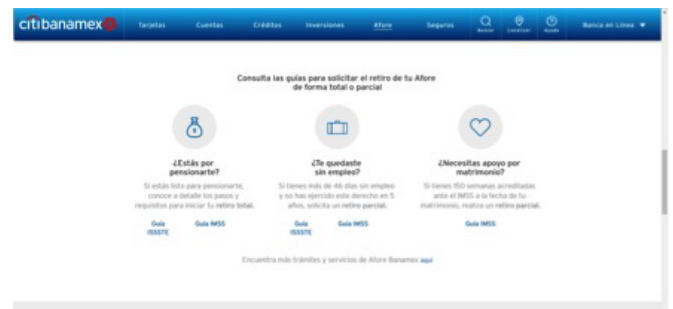 citibanamex
Tarjetas Cuentas Créditos Inversiones Afore Seguros Buscar Localizar Ayuda Banca en Línea
Consulta las guías para solicitar el retiro de tu Afore
de forma total o parcial
¿Estás por
pensionarte?
Si estás listo para pensionarte,
conoce a detalle los pasos y
requisitos para iniciar tu retiro total.
Guía
ISSSTE
Guía IMSS
¿Te quedaste
sin empleo?
Si tienes más de 46 días sin empleo
y no has ejercido este derecho en 5
años, solicita un retiro parcial.
Guía
ISSSTE
Guía IMSS
¿Necesitas apoyo por
matrimonio?
Si tienes 150 semanas acreditadas
ante el IMSS a la fecha de tu
matrimonio, realiza un retiro parcial.
Guía IMSS
Encuentra más trámites y servicios de Afore Banamex aquí